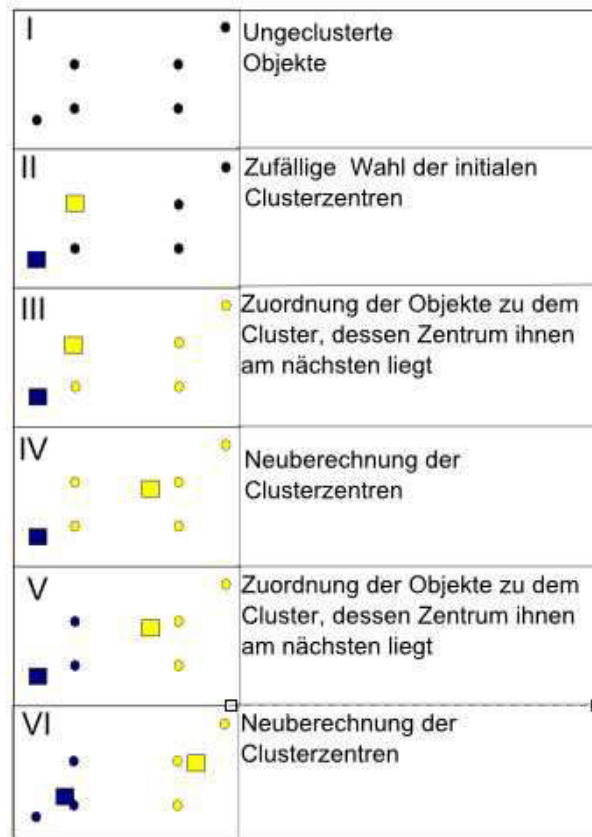 I
Ungeclusterte
Objekte
II
Zufällige Wahl der initialen
Clusterzentren
III
Zuordnung der Objekte zu dem
Cluster, dessen Zentrum ihnen
am nächsten liegt
IV
Neuberechnung der
Clusterzentren
V
Zuordnung der Objekte zu dem
Cluster, dessen Zentrum ihnen
am nächsten liegt
VI
Neuberechnung der
Clusterzentren